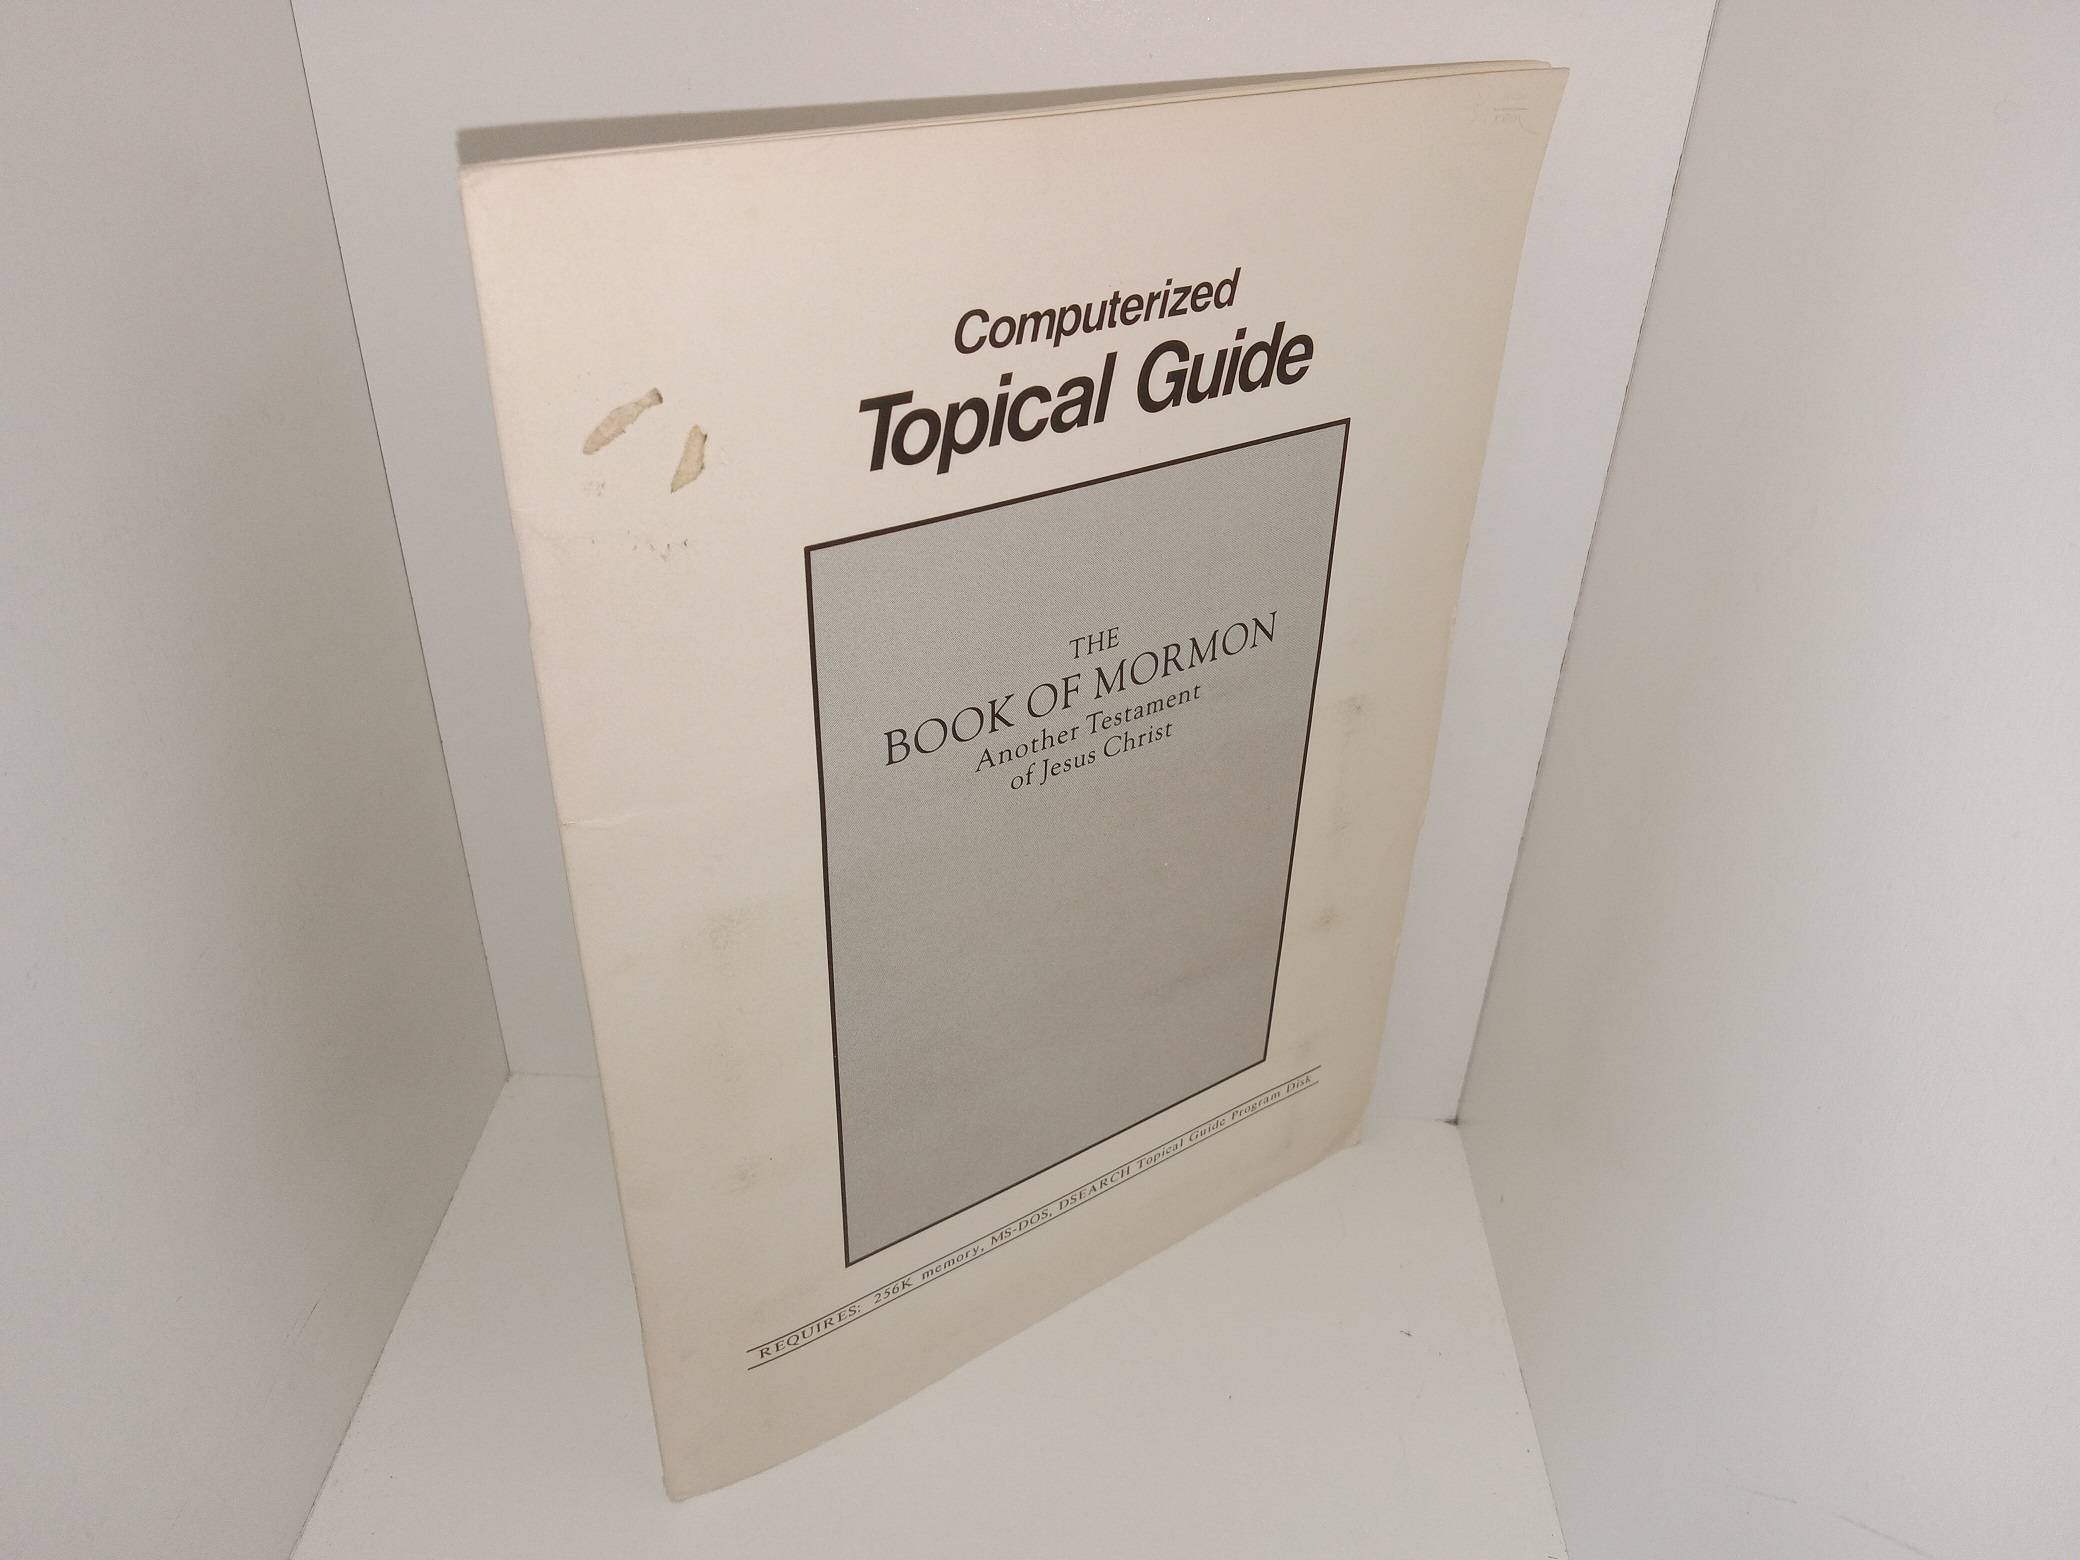 Computerized
Topical Guide
THE
BOOK OF MORMON
Another Testament
of Jesus Christ
REQUIRES: 256K memory, MS-DOS, DSEARCH Topical Guide Program Disk